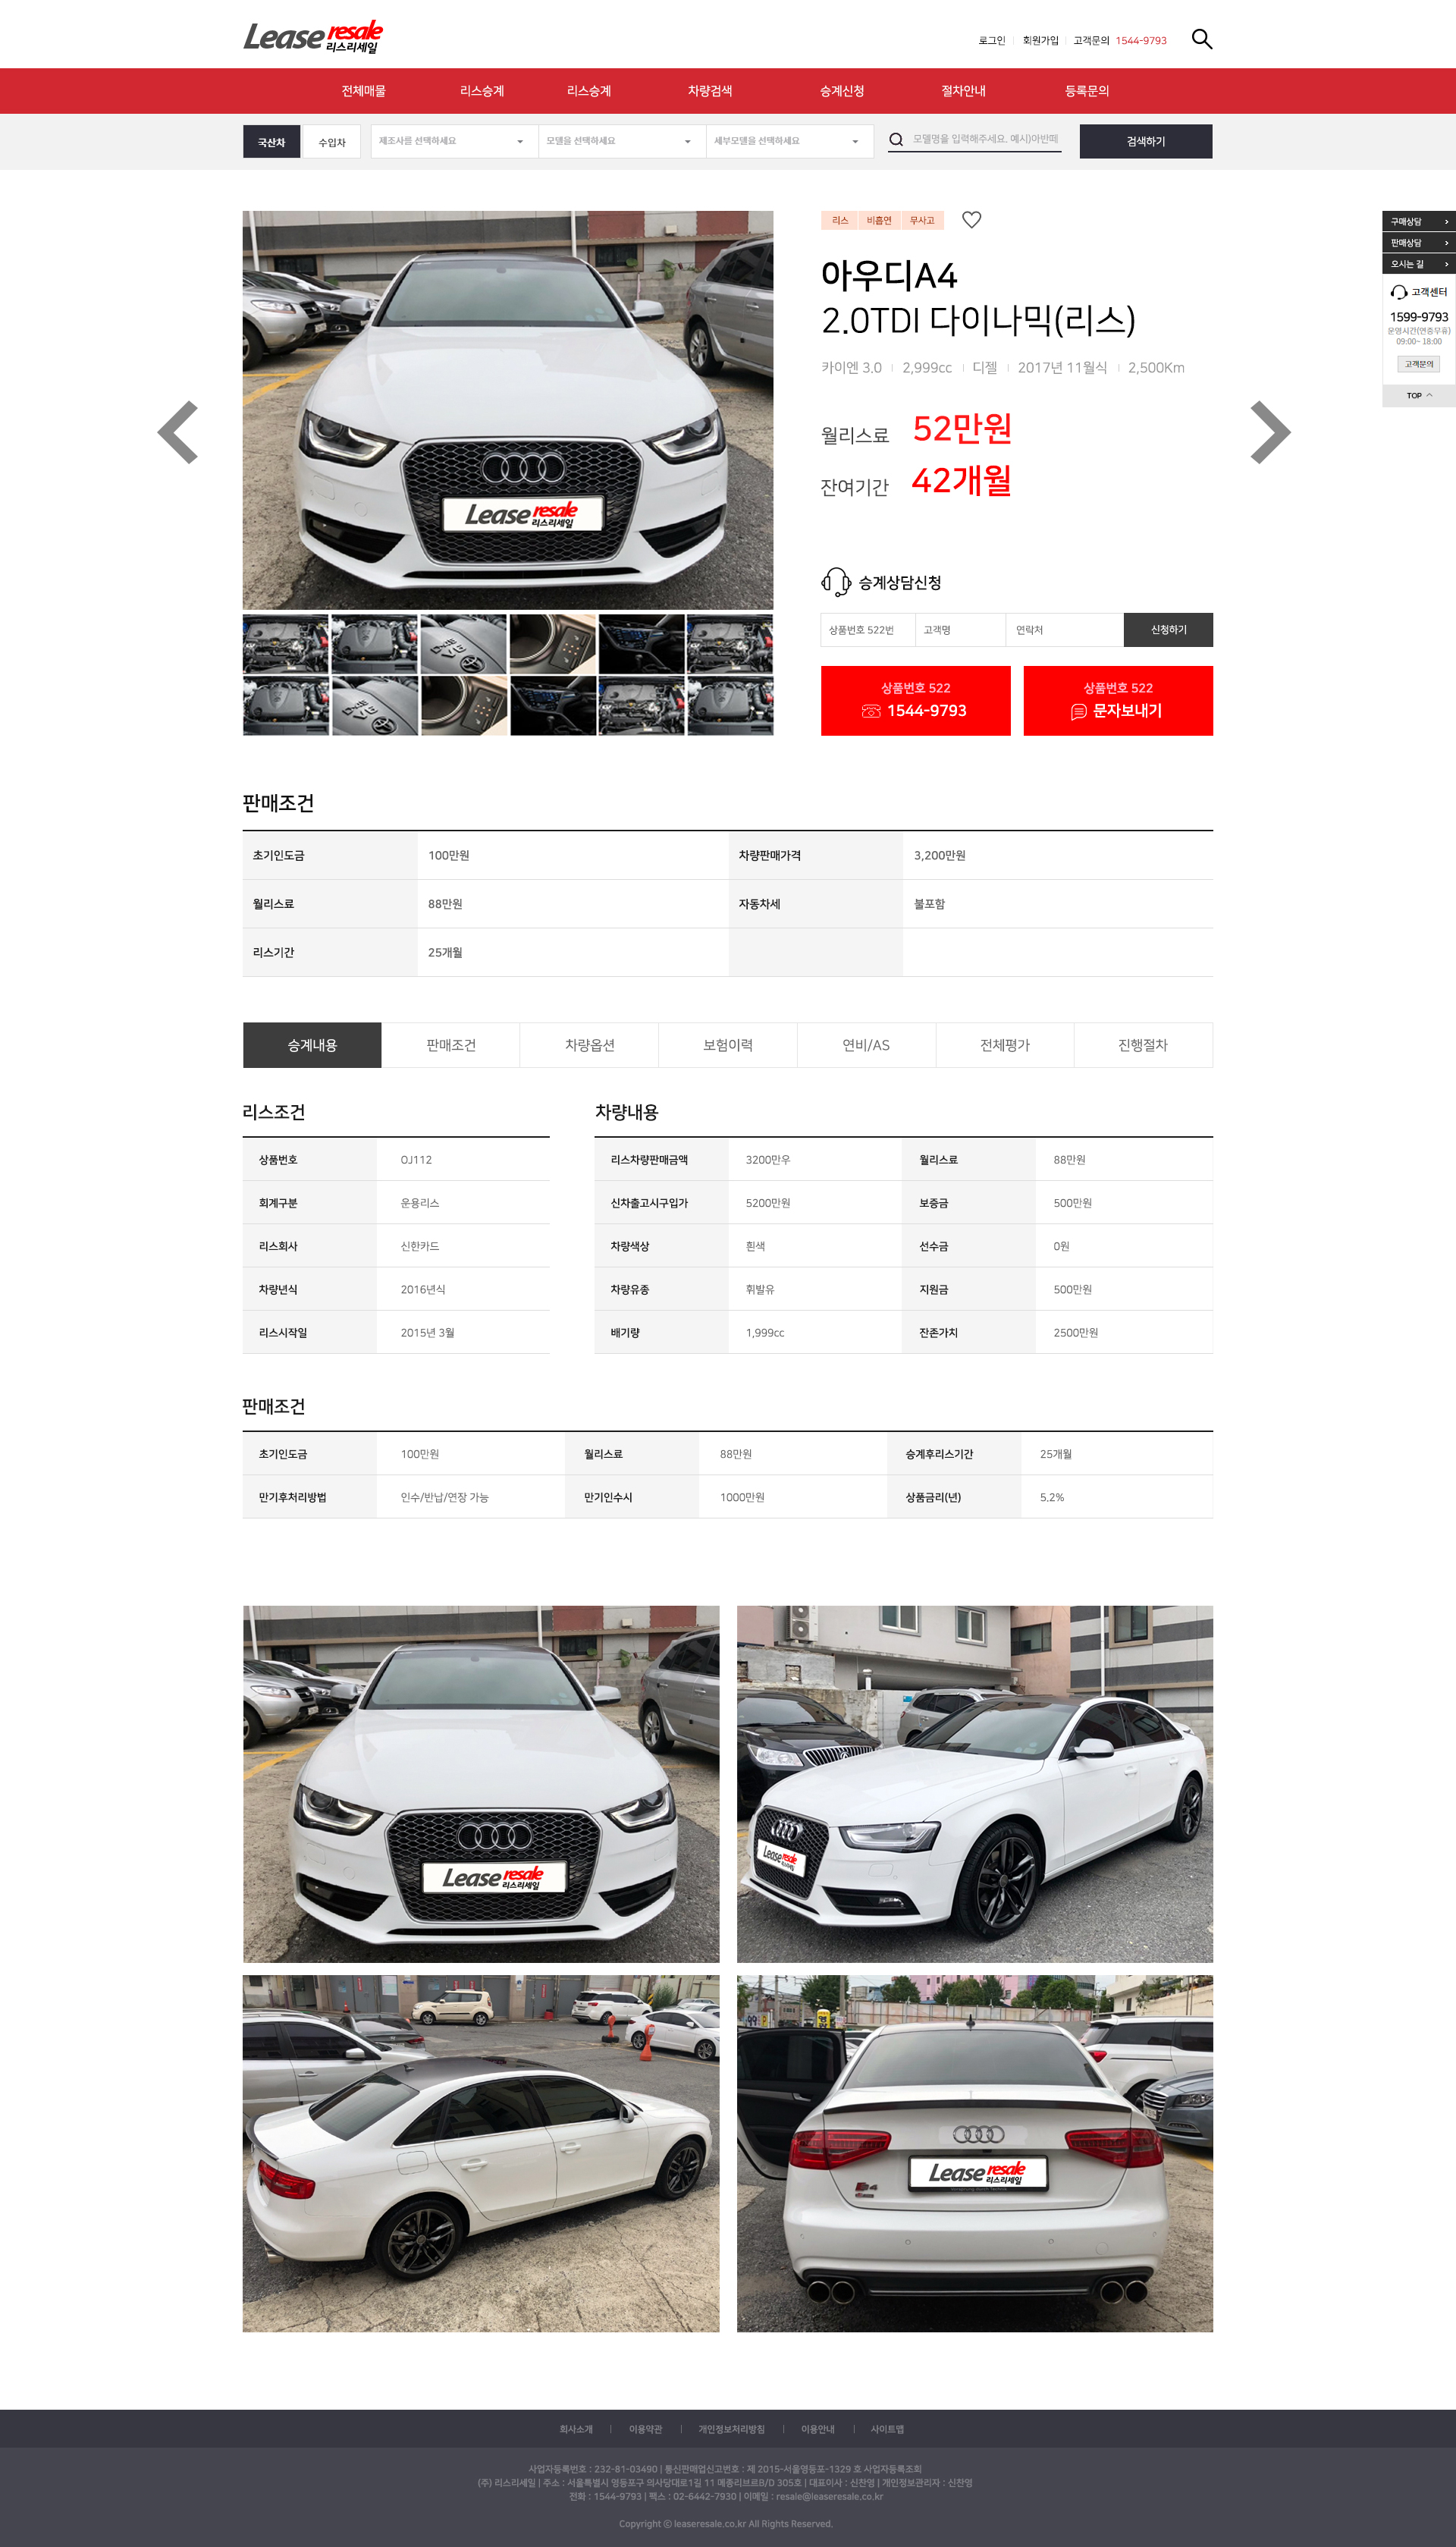 Lease resale
리스리세일
로그인 회원가입 고객문의 1544-9793
전체매물 리스승계 리스승계 차량검색 승계신청 절차안내 등록문의
국산차 수입차 제조사를 선택하세요 모델을 선택하세요 세부모델을 선택하세요 모델명을 입력해주세요. 예시)아반떼 검색하기
리스 비흡연 무사고
아우디A4
2.0TDI 다이나믹(리스)
카이엔 3.0 2,999cc 디젤 2017년 11월식 2,500Km
월리스료 52만원
잔여기간 42개월
Lease resale
리스리세일
승계상담신청
상품번호 522번 고객명 연락처 신청하기
상품번호 522
1544-9793
상품번호 522
문자보내기
구매상담
판매상담
오시는 길
고객센터
1599-9793
운영시간(연중무휴)
09:00~ 18:00
고객문의
TOP
판매조건
초기인도금 100만원 차량판매가격 3,200만원
월리스료 88만원 자동차세 불포함
리스기간 25개월
승계내용 판매조건 차량옵션 보험이력 연비/AS 전체평가 진행절차
리스조건
상품번호 OJ112
회계구분 운용리스
리스회사 신한카드
차량년식 2016년식
리스시작일 2015년 3월
차량내용
리스차량판매금액 3200만우 월리스료 88만원
신차출고시구입가 5200만원 보증금 500만원
차량색상 흰색 선수금 0원
차량유종 휘발유 지원금 500만원
배기량 1,999cc 잔존가치 2500만원
판매조건
초기인도금 100만원 월리스료 88만원 승계후리스기간 25개월
만기후처리방법 인수/반납/연장 가능 만기인수시 1000만원 상품금리(년) 5.2%
Lease resale
리스리세일
Lease resale
리스리세일
Lease resale
리스리세일
회사소개 | 이용약관 | 개인정보처리방침 | 이용안내 | 사이트맵
사업자등록번호 : 232-81-03490 | 통신판매업신고번호 : 제 2015-서울영등포-1329 호 사업자등록조회
(주) 리스리세일 | 주소 : 서울특별시 영등포구 의사당대로1길 11 메종리브르B/D 305호 | 대표이사 : 신찬영 | 개인정보관리자 : 신찬영
전화 : 1544-9793 | 팩스 : 02-6442-7930 | 이메일 : resale@leaseresale.co.kr
Copyright ⓒ leaseresale.co.kr All Rights Reserved.